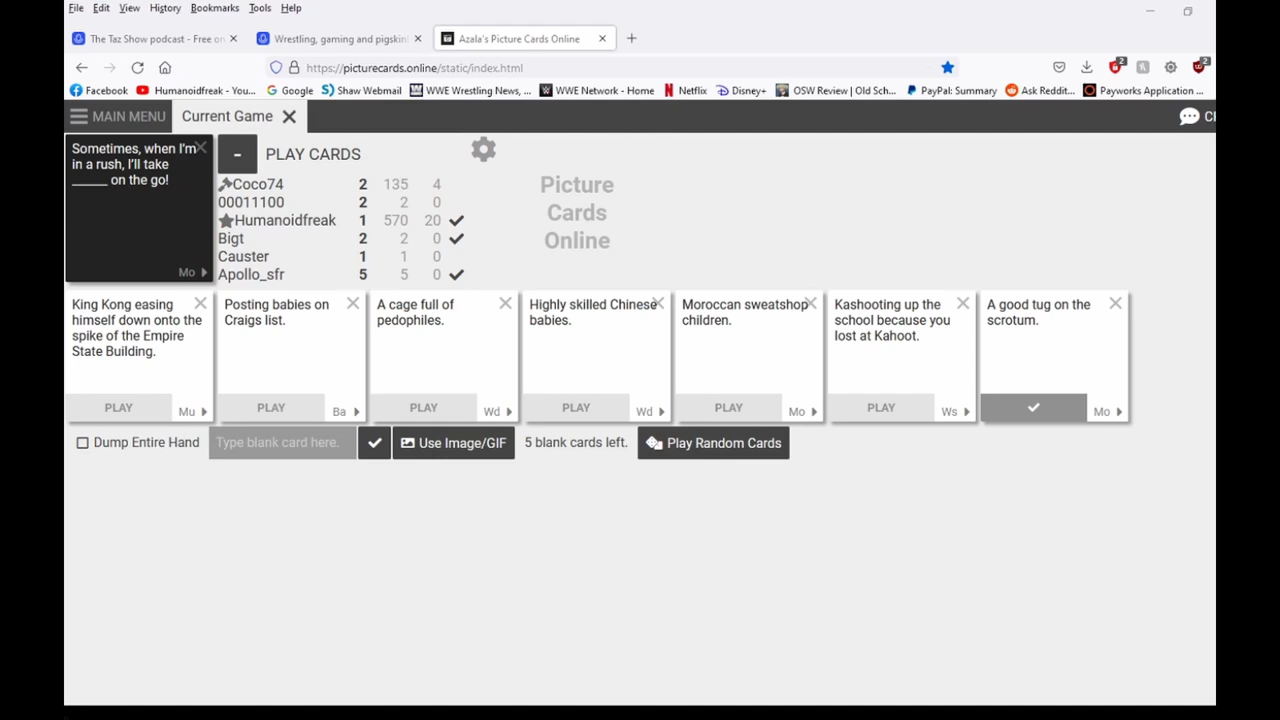 File Edit View History Bookmarks Tools Help
The Taz Show podcast - Free on
Wrestling, gaming and pigskin
Azala's Picture Cards Online
https://picturecards.online/static/index.html
2
2
Facebook
Humanoidfreak - You...
Google
Shaw Webmail
WWE Wrestling News, ...
WWE Network - Home
Netflix
Disney+
OSW Review | Old Sch...
PayPal: Summary
Ask Reddit...
Payworks Application ...
MAIN MENU
Current Game
Sometimes, when I'm
in a rush, I'll take
______ on the go!
Mo
- PLAY CARDS
Coco74 2 135 4
00011100 2 2 0
Humanoidfreak 1 570 20
Bigt 2 2 0
Causter 1 1 0
Apollo_sfr 5 5 0
Picture
Cards
Online
King Kong easing
himself down onto the
spike of the Empire
State Building.
PLAY Mu
Posting babies on
Craigs list.
PLAY Ba
A cage full of
pedophiles.
PLAY Wd
Highly skilled Chinese
babies.
PLAY Wd
Moroccan sweatshop
children.
PLAY Mo
Kashooting up the
school because you
lost at Kahoot.
PLAY Ws
A good tug on the
scrotum.
Mo
Dump Entire Hand
Type blank card here.
Use Image/GIF
5 blank cards left.
Play Random Cards